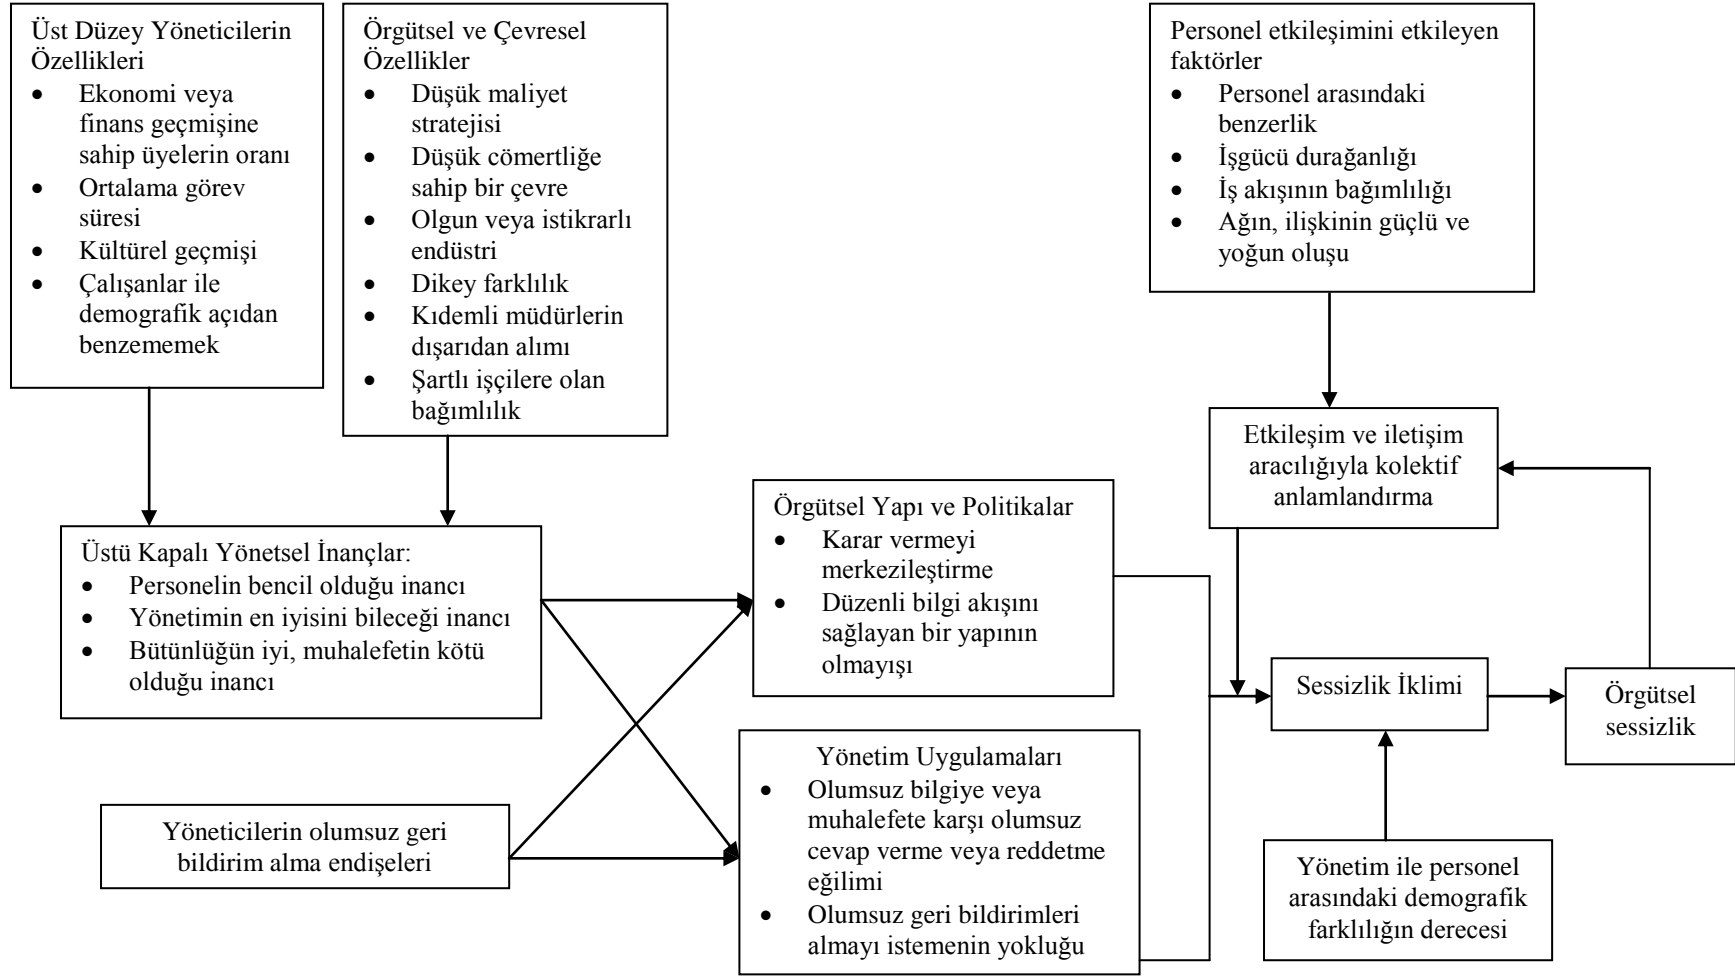 Üst Düzey Yöneticilerin
Özellikleri
• Ekonomi veya
finans geçmişine
sahip üyelerin oranı
• Ortalama görev
süresi
• Kültürel geçmişi
• Çalışanlar ile
demografik açıdan
benzememek
Örgütsel ve Çevresel
Özellikler
• Düşük maliyet
stratejisi
• Düşük cömertliğe
sahip bir çevre
• Olgun veya istikrarlı
endüstri
• Dikey farklılık
• Kıdemli müdürlerin
dışarıdan alımı
• Şartlı işçilere olan
bağımlılık
Personel etkileşimini etkileyen
faktörler
• Personel arasındaki
benzerlik
• İşgücü durağanlığı
• İş akışının bağımlılığı
• Ağın, ilişkinin güçlü ve
yoğun oluşu
Etkileşim ve iletişim
aracılığıyla kolektif
anlamlandırma
Üstü Kapalı Yönetsel İnançlar:
• Personelin bencil olduğu inancı
• Yönetimin en iyisini bileceği inancı
• Bütünlüğün iyi, muhalefetin kötü
olduğu inancı
Örgütsel Yapı ve Politikalar
• Karar vermeyi
merkezileştirme
• Düzenli bilgi akışını
sağlayan bir yapının
olmayışı
Sessizlik İklimi
Örgütsel
sessizlik
Yöneticilerin olumsuz geri
bildirim alma endişeleri
Yönetim Uygulamaları
• Olumsuz bilgiye veya
muhalefete karşı olumsuz
cevap verme veya reddetme
eğilimi
• Olumsuz geri bildirimleri
almayı istemenin yokluğu
Yönetim ile personel
arasındaki demografik
farklılığın derecesi